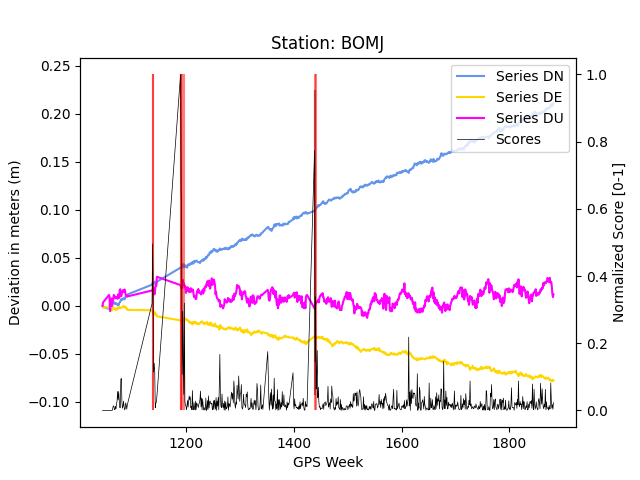 Station: BOMJ
Series DN
Series DE
Series DU
Scores
0.25
0.20
0.15
0.10
0.05
0.00
−0.05
−0.10
Deviation in meters (m)
1.0
0.8
0.6
0.4
0.2
0.0
Normalized Score [0-1]
1200
1400
1600
1800
GPS Week